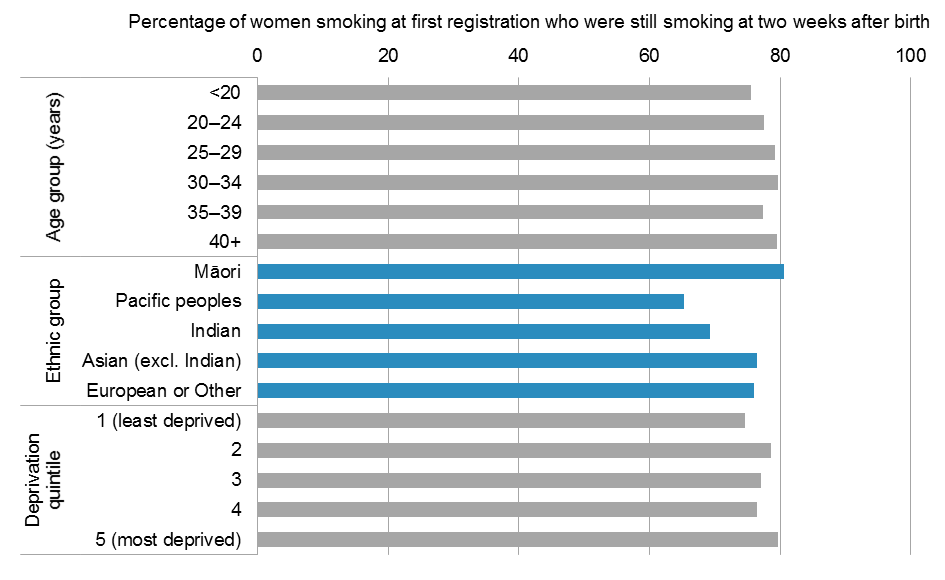 Percentage of women smoking at first registration who were still smoking at two weeks after birth
0 20 40 60 80 100
Age group (years)
<20
20–24
25–29
30–34
35–39
40+
Ethnic group
Māori
Pacific peoples
Indian
Asian (excl. Indian)
European or Other
Deprivation
quintile
1 (least deprived)
2
3
4
5 (most deprived)